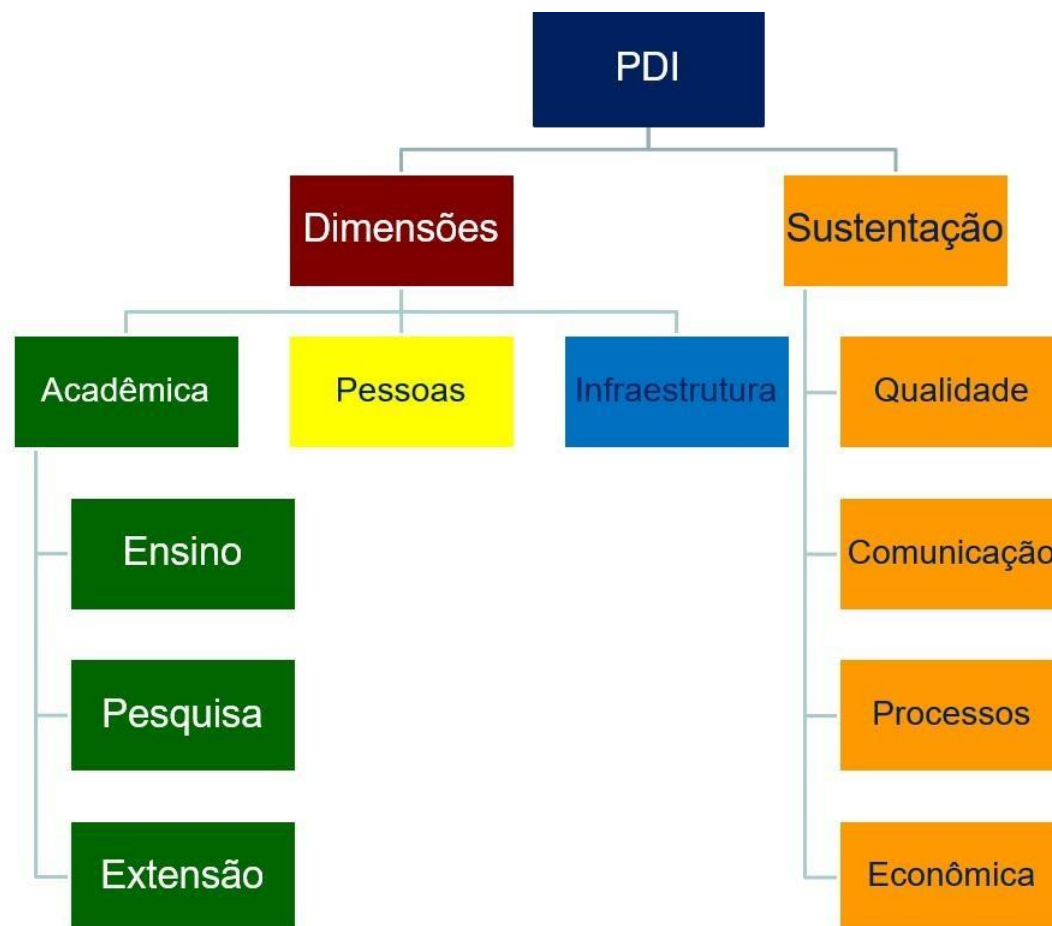 PDI
Dimensões
Sustentação
Acadêmica
Pessoas
Infraestrutura
Qualidade
Ensino
Comunicação
Pesquisa
Processos
Extensão
Econômica